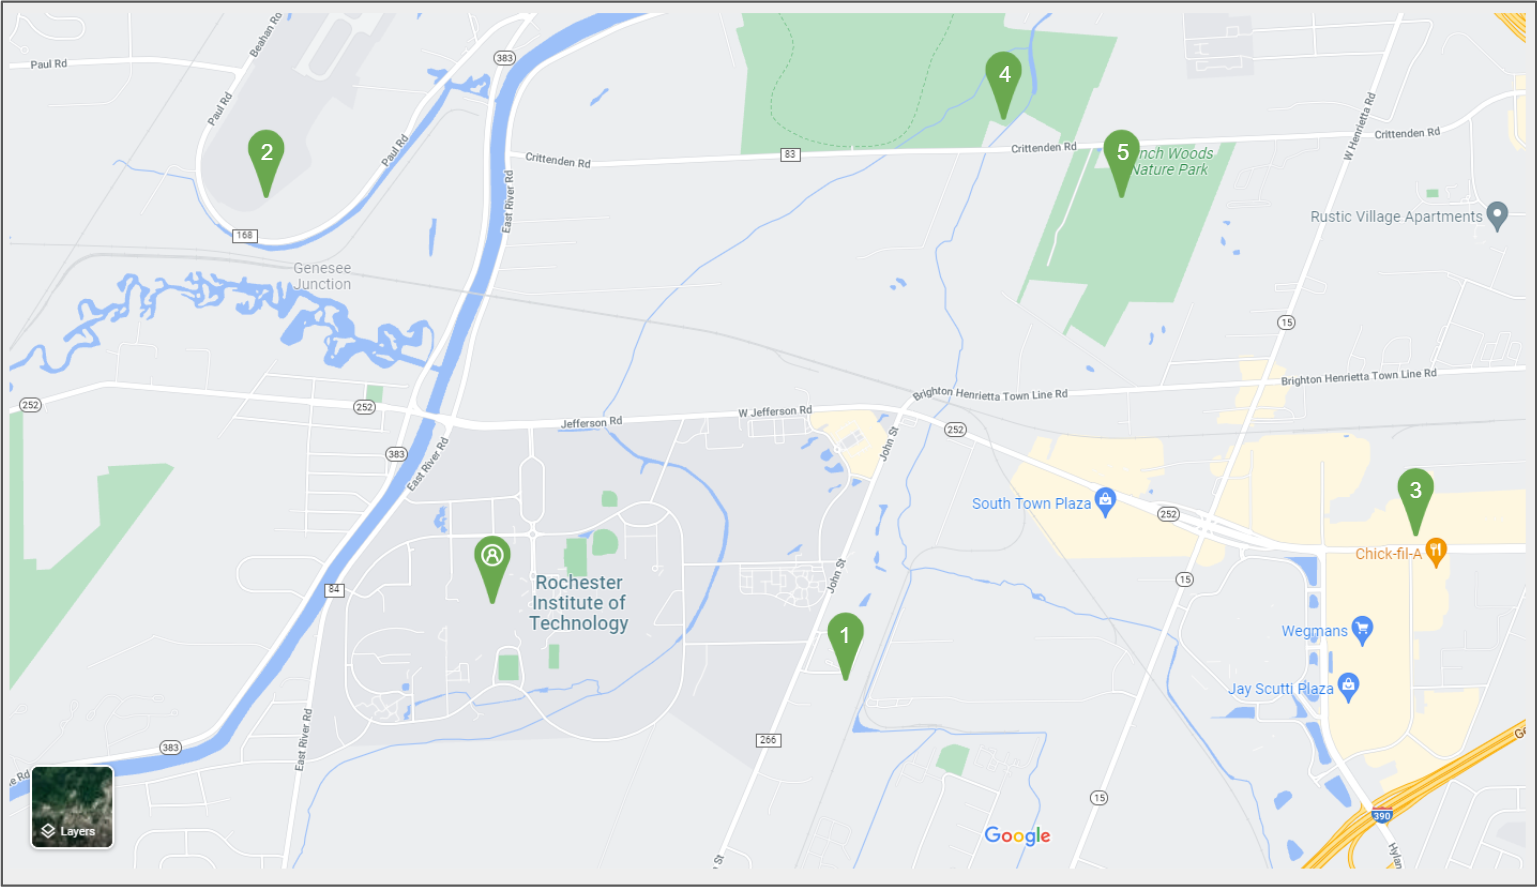 Beahan Rd
383
Paul Rd
Paul Rd
4
W Henrietta Rd
Crittenden Rd
2
Paul Rd
Crittenden Rd
83
Crittenden Rd
5
nch Woods
Nature Park
East River Rd
Rustic Village Apartments
168
Genesee
Junction
15
Brighton Henrietta Town Line Rd
Brighton Henrietta Town Line Rd
252
252
W Jefferson Rd
Jefferson Rd
252
John St
383
East River Rd
3
South Town Plaza
252
Chick-fil-A
John St
15
84
Rochester
Institute of
Technology
1
Wegmans
Jay Scutti Plaza
East River Rd
266
383
e Rd
15
390
Layers
Google
St
Hylan